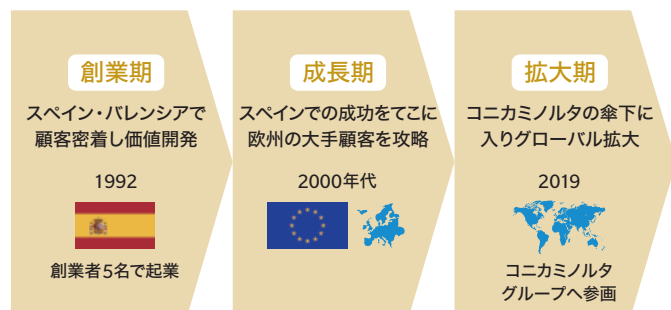 創業期
スペイン・バレンシアで
顧客密着し価値開発
1992
創業者5名で起業
成長期
スペインでの成功をてこに
欧州の大手顧客を攻略
2000年代
拡大期
コニカミノルタの傘下に
入りグローバル拡大
2019
コニカミノルタ
グループへ参画